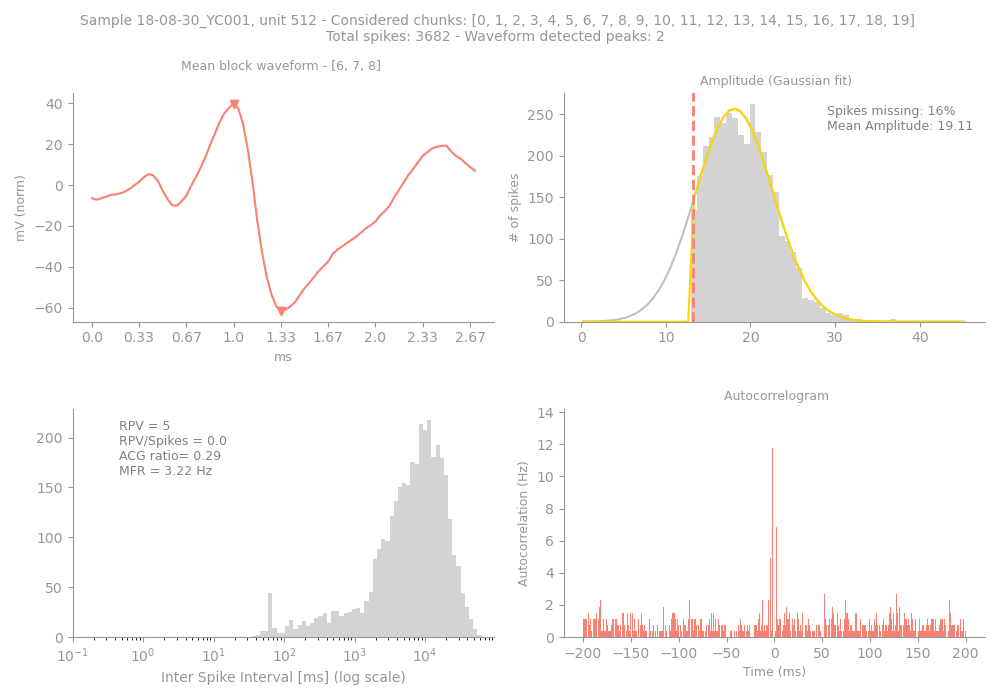 Sample 18-08-30_YC001, unit 512 - Considered chunks: [0, 1, 2, 3, 4, 5, 6, 7, 8, 9, 10, 11, 12, 13, 14, 15, 16, 17, 18, 19]
Total spikes: 3682 - Waveform detected peaks: 2
Mean block waveform - [6, 7, 8]
40
20
0
−20
−40
−60
mV (norm)
0.0 0.33 0.67 1.0 1.33 1.67 2.0 2.33 2.67
ms
Amplitude (Gaussian fit)
Spikes missing: 16%
Mean Amplitude: 19.11
250
200
150
100
50
0
# of spikes
0 10 20 30 40
RPV = 5
RPV/Spikes = 0.0
ACG ratio= 0.29
MFR = 3.22 Hz
200
150
100
50
0
10⁻¹ 10⁰ 10¹ 10² 10³ 10⁴
Inter Spike Interval [ms] (log scale)
Autocorrelogram
14
12
10
8
6
4
2
0
Autocorrelation (Hz)
−200 −150 −100 −50 0 50 100 150 200
Time (ms)